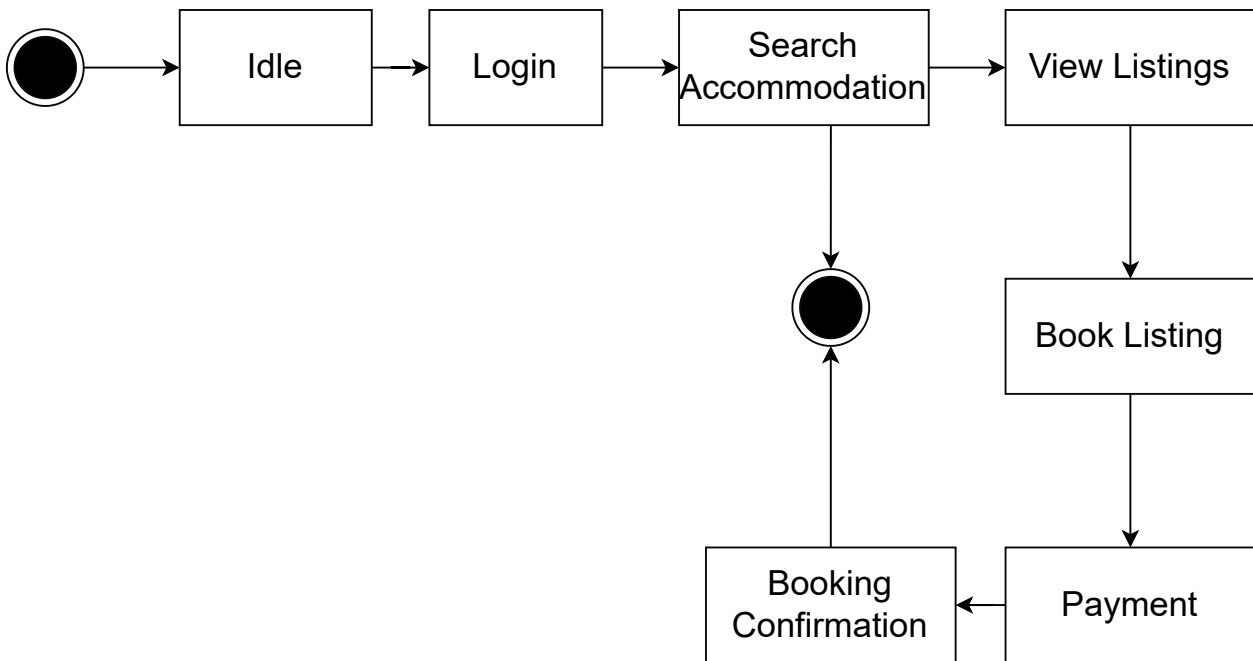 Idle
Login
Search
Accommodation
View Listings
Book Listing
Booking
Confirmation
Payment